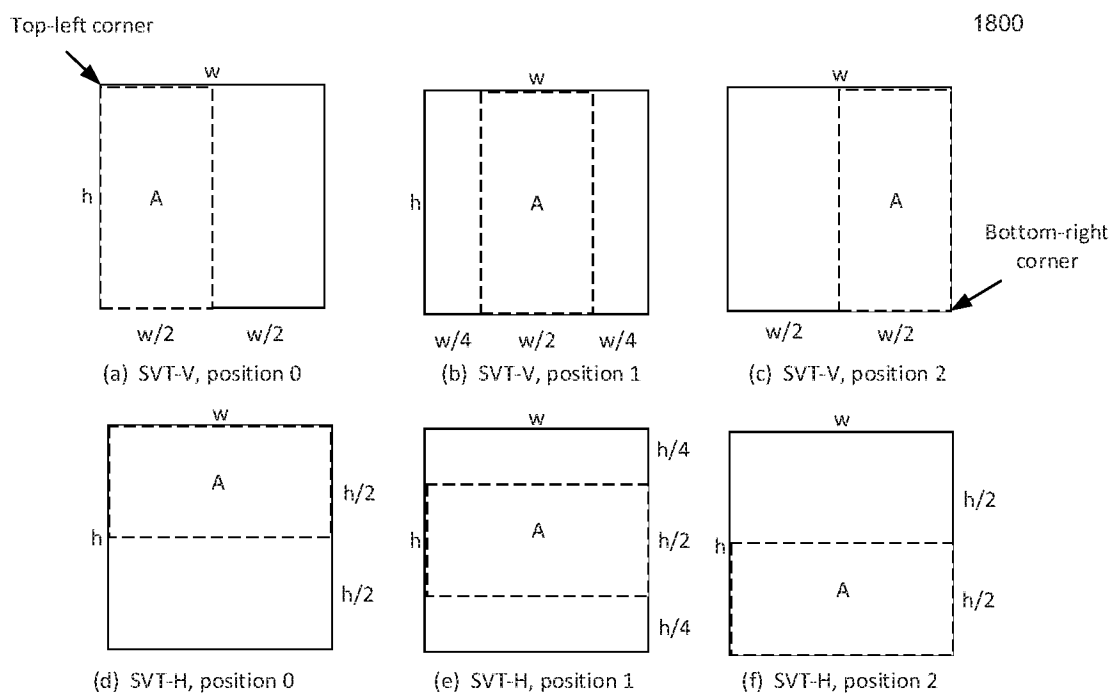 1800
Top-left corner
w
h
A
w/2
w/2
(a) SVT-V, position 0
w
h
A
w/4
w/2
w/4
(b) SVT-V, position 1
w
A
Bottom-right
corner
w/2
w/2
(c) SVT-V, position 2
w
A
h/2
h
h/2
(d) SVT-H, position 0
w
h/4
A
h
h/2
h/4
(e) SVT-H, position 1
w
h/2
h
A
h/2
(f) SVT-H, position 2